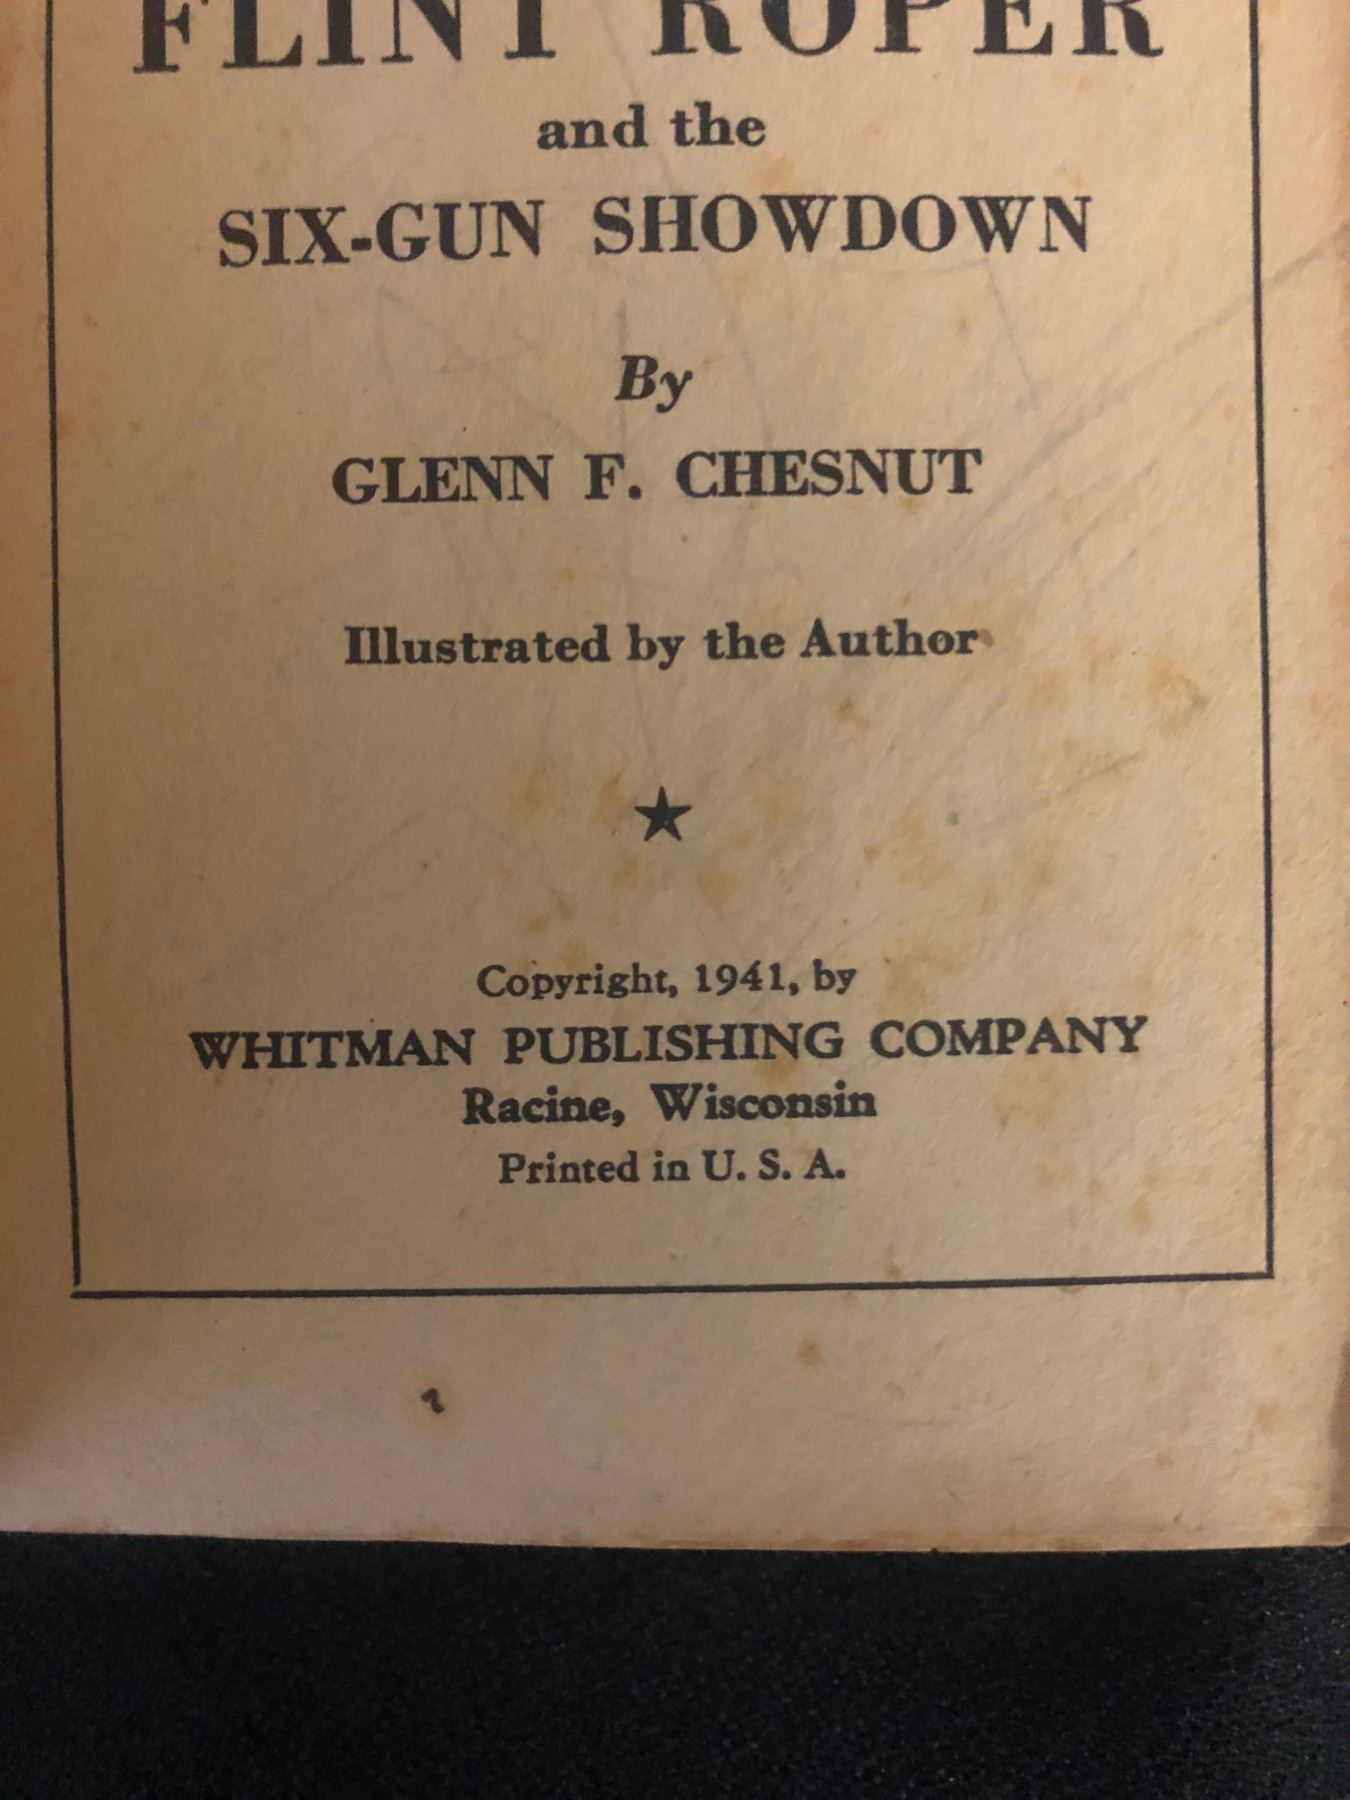 FLINT ROPER
and the
SIX-GUN SHOWDOWN
By
GLENN F. CHESNUT
Illustrated by the Author
Copyright, 1941, by
WHITMAN PUBLISHING COMPANY
Racine, Wisconsin
Printed in U. S. A.